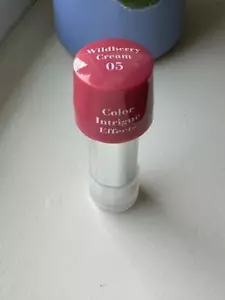 Wildberry
Cream
05
Color
Intrigue
Effects